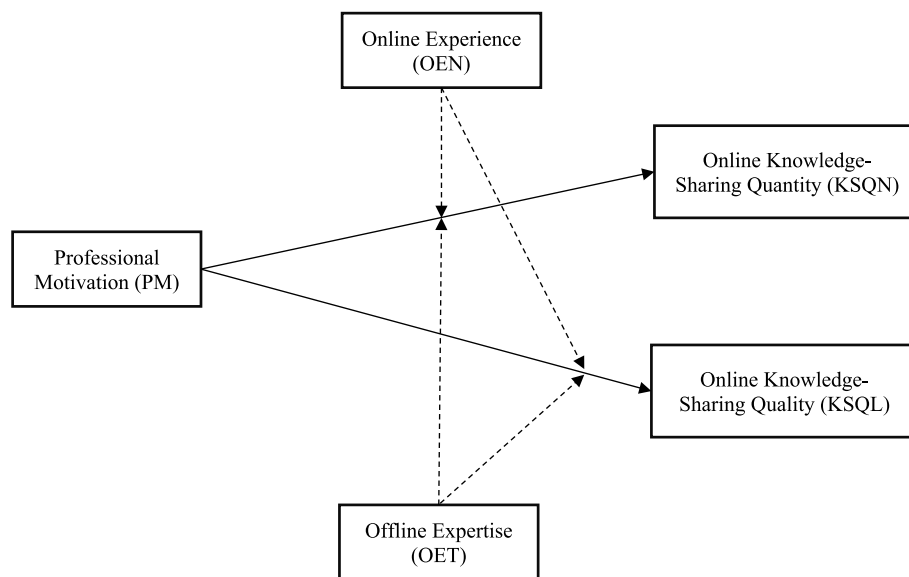 Online Experience
(OEN)
Online Knowledge-
Sharing Quantity (KSQN)
Professional
Motivation (PM)
Online Knowledge-
Sharing Quality (KSQL)
Offline Expertise
(OET)